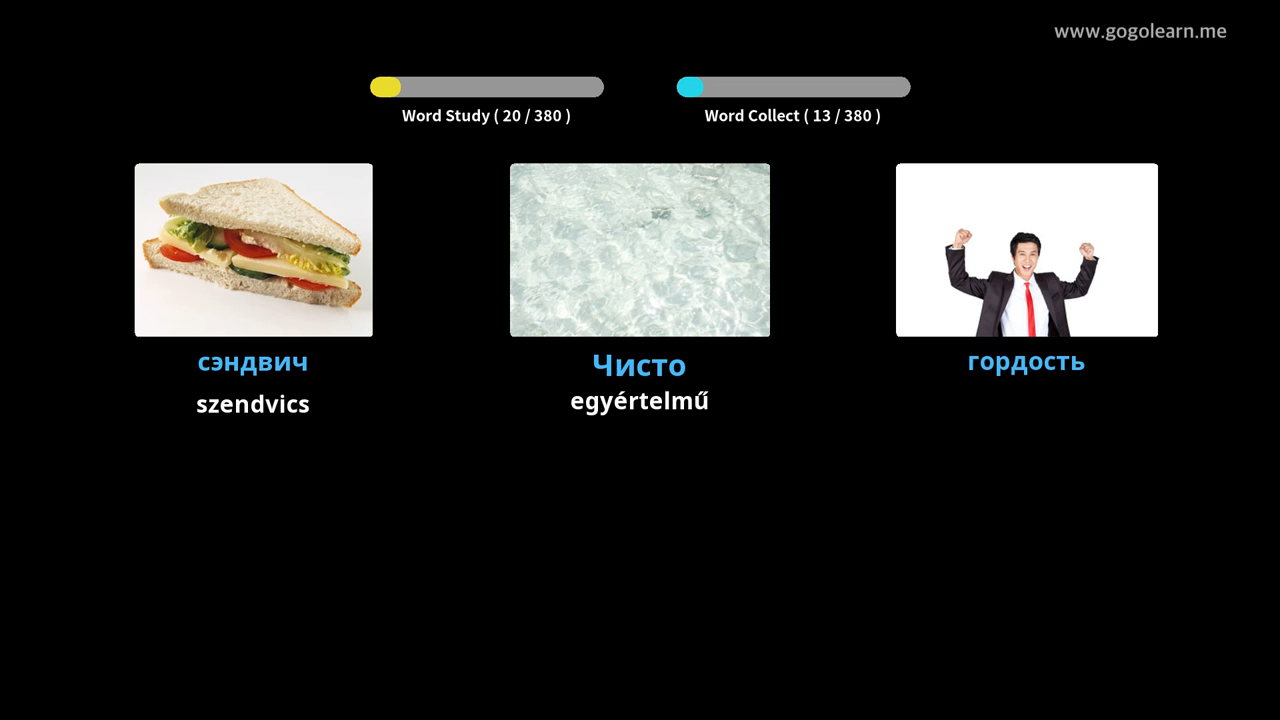 www.gogolearn.me
Word Study ( 20 / 380 )
Word Collect ( 13 / 380 )
сэндвич
szendvics
Чисто
egyértelmű
гордость